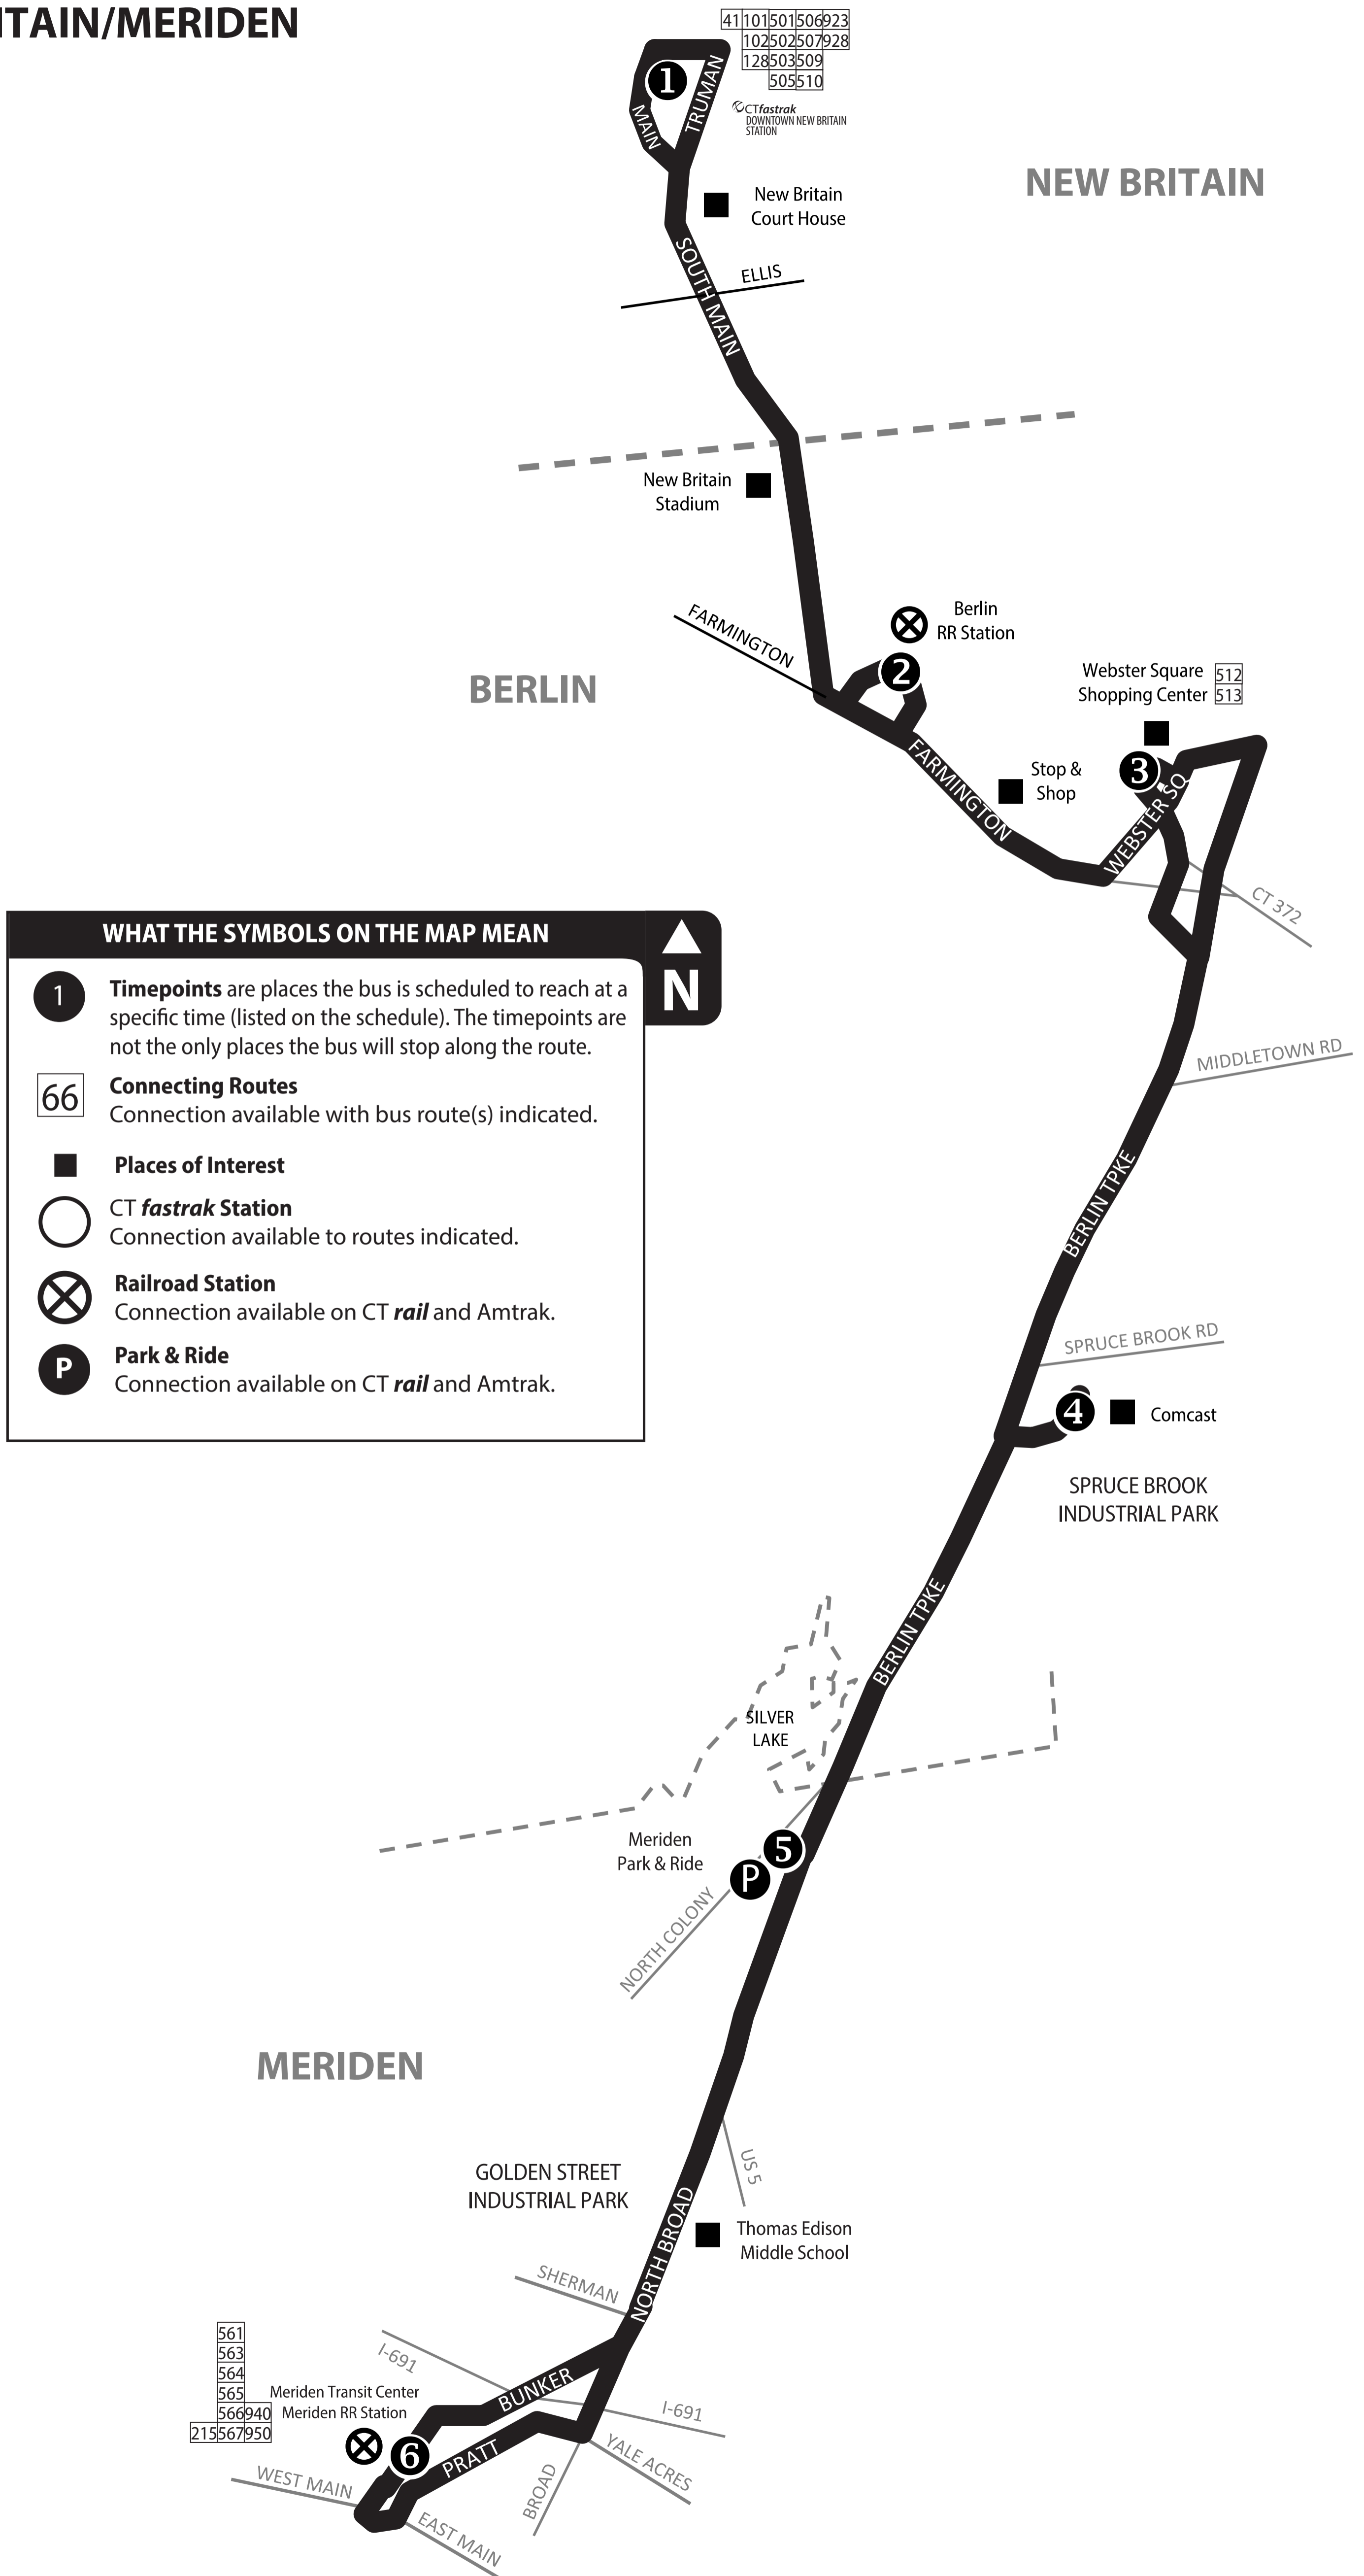 ITAIN/MERIDEN
41 101 501 506 923
102 502 507 928
128 503 509
505 510
1
MAIN
TRUMAN
CTfastrak
DOWNTOWN NEW BRITAIN
STATION
NEW BRITAIN
New Britain
Court House
SOUTH MAIN
ELLIS
New Britain
Stadium
FARMINGTON
Berlin
RR Station
2
BERLIN
Webster Square
Shopping Center
512
513
3
Stop &
Shop
FARMINGTON
WEBSTER SQ
CT 372
WHAT THE SYMBOLS ON THE MAP MEAN
N
1
Timepoints are places the bus is scheduled to reach at a
specific time (listed on the schedule). The timepoints are
not the only places the bus will stop along the route.
66
Connecting Routes
Connection available with bus route(s) indicated.
Places of Interest
CT fastrak Station
Connection available to routes indicated.
Railroad Station
Connection available on CT rail and Amtrak.
P
Park & Ride
Connection available on CT rail and Amtrak.
MIDDLETOWN RD
BERLIN TPKE
SPRUCE BROOK RD
4
Comcast
SPRUCE BROOK
INDUSTRIAL PARK
BERLIN TPKE
SILVER
LAKE
Meriden
Park & Ride
5
P
NORTH COLONY
MERIDEN
US 5
GOLDEN STREET
INDUSTRIAL PARK
NORTH BROAD
Thomas Edison
Middle School
SHERMAN
561
563
564
565
566 940
215 567 950
I-691
Meriden Transit Center
Meriden RR Station
BUNKER
I-691
6
PRATT
YALE ACRES
BROAD
WEST MAIN
EAST MAIN